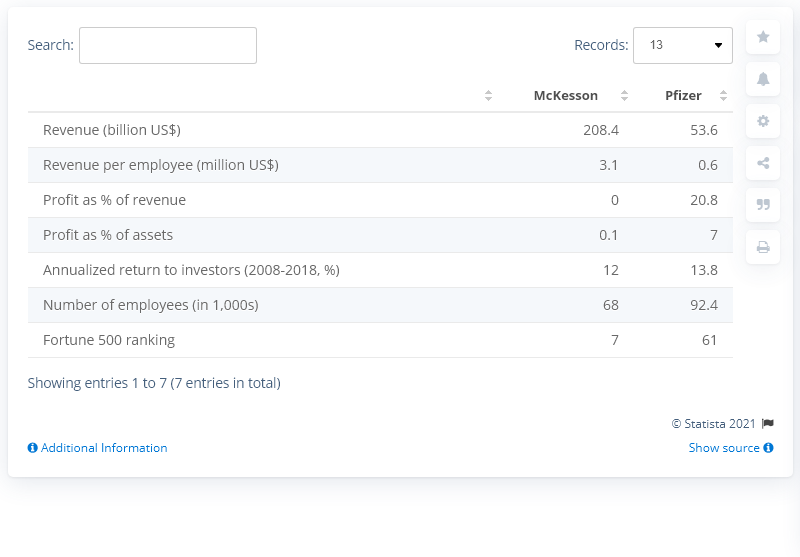 Search:
Records: 13
McKesson Pfizer
Revenue (billion US$) 208.4 53.6
Revenue per employee (million US$) 3.1 0.6
Profit as % of revenue 0 20.8
Profit as % of assets 0.1 7
Annualized return to investors (2008-2018, %) 12 13.8
Number of employees (in 1,000s) 68 92.4
Fortune 500 ranking 7 61
Showing entries 1 to 7 (7 entries in total)
© Statista 2021
Additional Information Show source